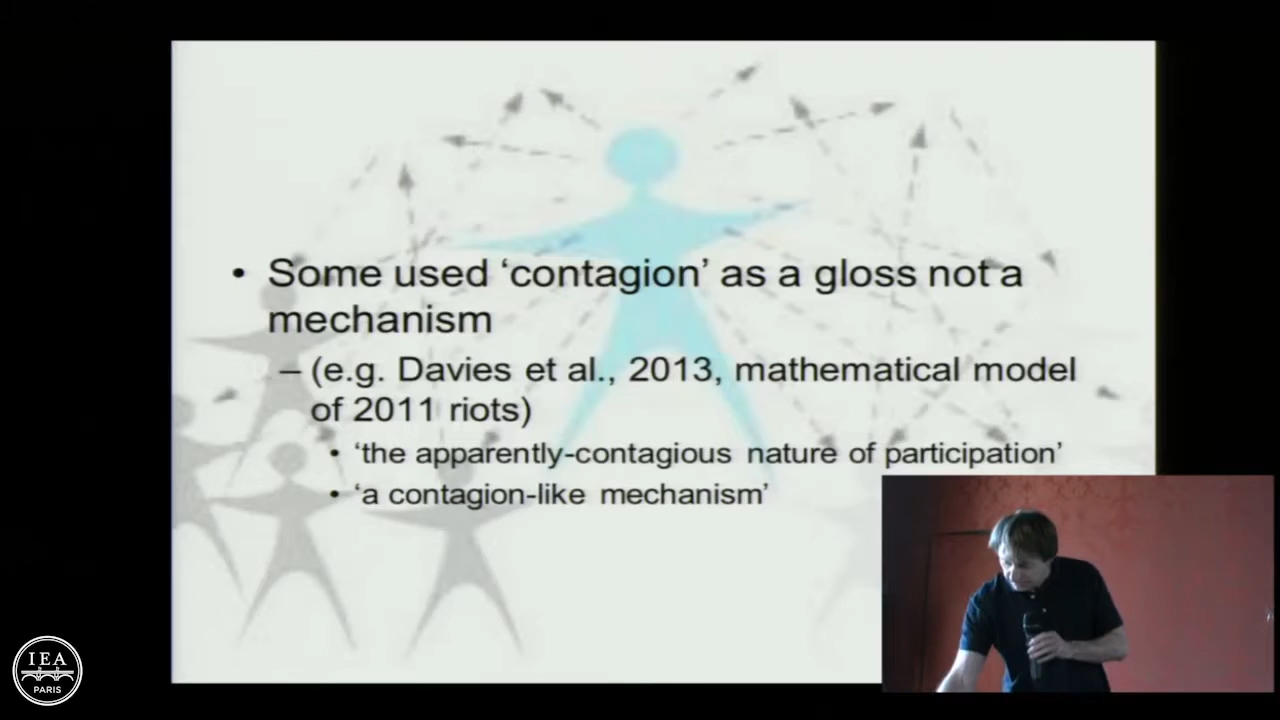 • Some used ‘contagion’ as a gloss not a
mechanism
– (e.g. Davies et al., 2013, mathematical model
of 2011 riots)
• ‘the apparently-contagious nature of participation’
• ‘a contagion-like mechanism’
IEA
PARIS